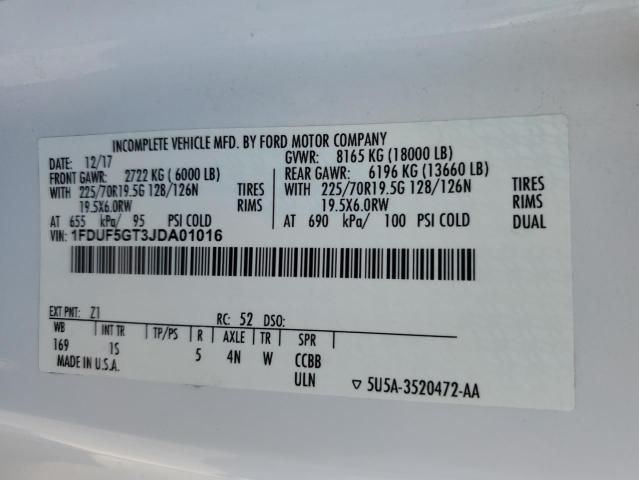 INCOMPLETE VEHICLE MFD. BY FORD MOTOR COMPANY
DATE: 12/17 GVWR: 8165 KG (18000 LB)
FRONT GAWR: 2722 KG ( 6000 LB) REAR GAWR: 6196 KG (13660 LB)
WITH 225/70R19.5G 128/126N TIRES WITH 225/70R19.5G 128/126N TIRES
19.5X6.0RW RIMS 19.5X6.0RW RIMS
AT 655 kPa/ 95 PSI COLD AT 690 kPa/ 100 PSI COLD DUAL
VIN: 1FDUF5GT3JDA01016
EXT PNT: Z1 RC: 52 DSO:
WB INT TR TP/PS R AXLE TR SPR
169 1S 5 4N W CCBB
MADE IN U.S.A. ULN ▽ 5U5A-3520472-AA